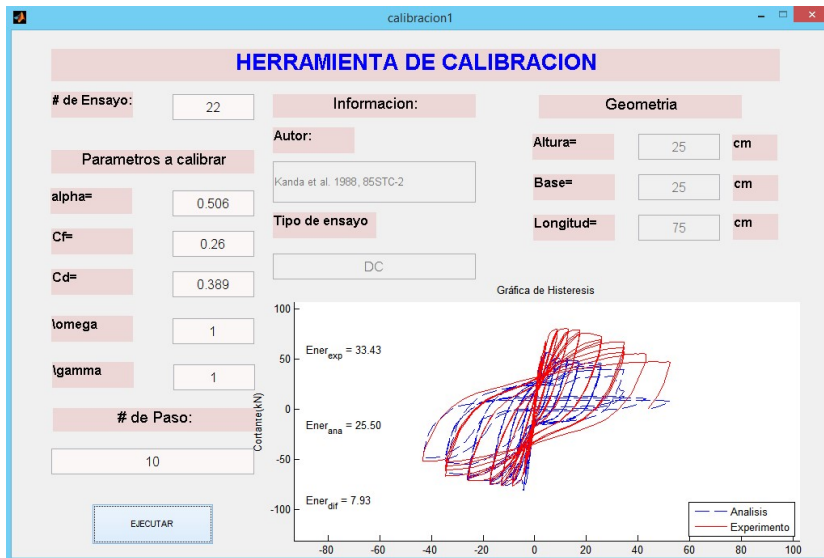 calibracion1
HERRAMIENTA DE CALIBRACION
# de Ensayo:
22
Parametros a calibrar
alpha=
0.506
Cf=
0.26
Cd=
0.389
\omega
1
\gamma
1
# de Paso:
10
EJECUTAR
Informacion:
Autor:
Kanda et al. 1988, 85STC-2
Tipo de ensayo
DC
Geometria
Altura=
25
cm
Base=
25
cm
Longitud=
75
cm
Gráfica de Histeresis
Cortante(kN)
100
50
0
-50
-100
Ener_exp = 33.43
Ener_ana = 25.50
Ener_dif = 7.93
Analisis
Experimento
-80 -60 -40 -20 0 20 40 60 80 100